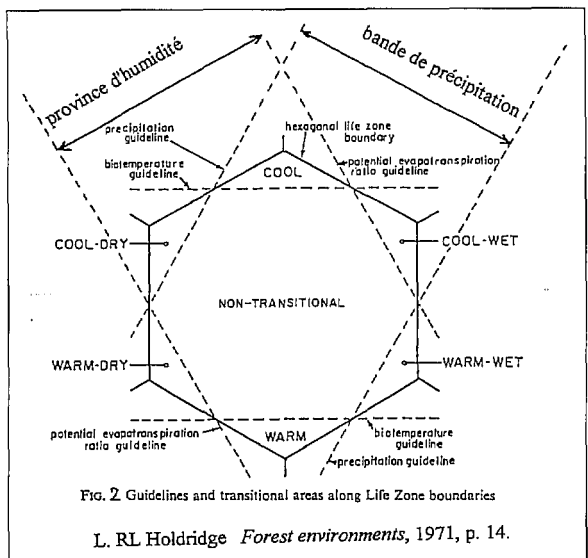 province d'humidité
bande de précipitation
precipitation
guideline
hexagonal life zone
boundary
biotemperature
guideline
potential evapotranspiration
ratio guideline
COOL
COOL-DRY
COOL-WET
NON-TRANSITIONAL
WARM-DRY
WARM-WET
potential evapotranspiration
ratio guideline
WARM
biotemperature
guideline
precipitation guideline
FIG. 2 Guidelines and transitional areas along Life Zone boundaries
L. RL Holdridge Forest environments, 1971, p. 14.